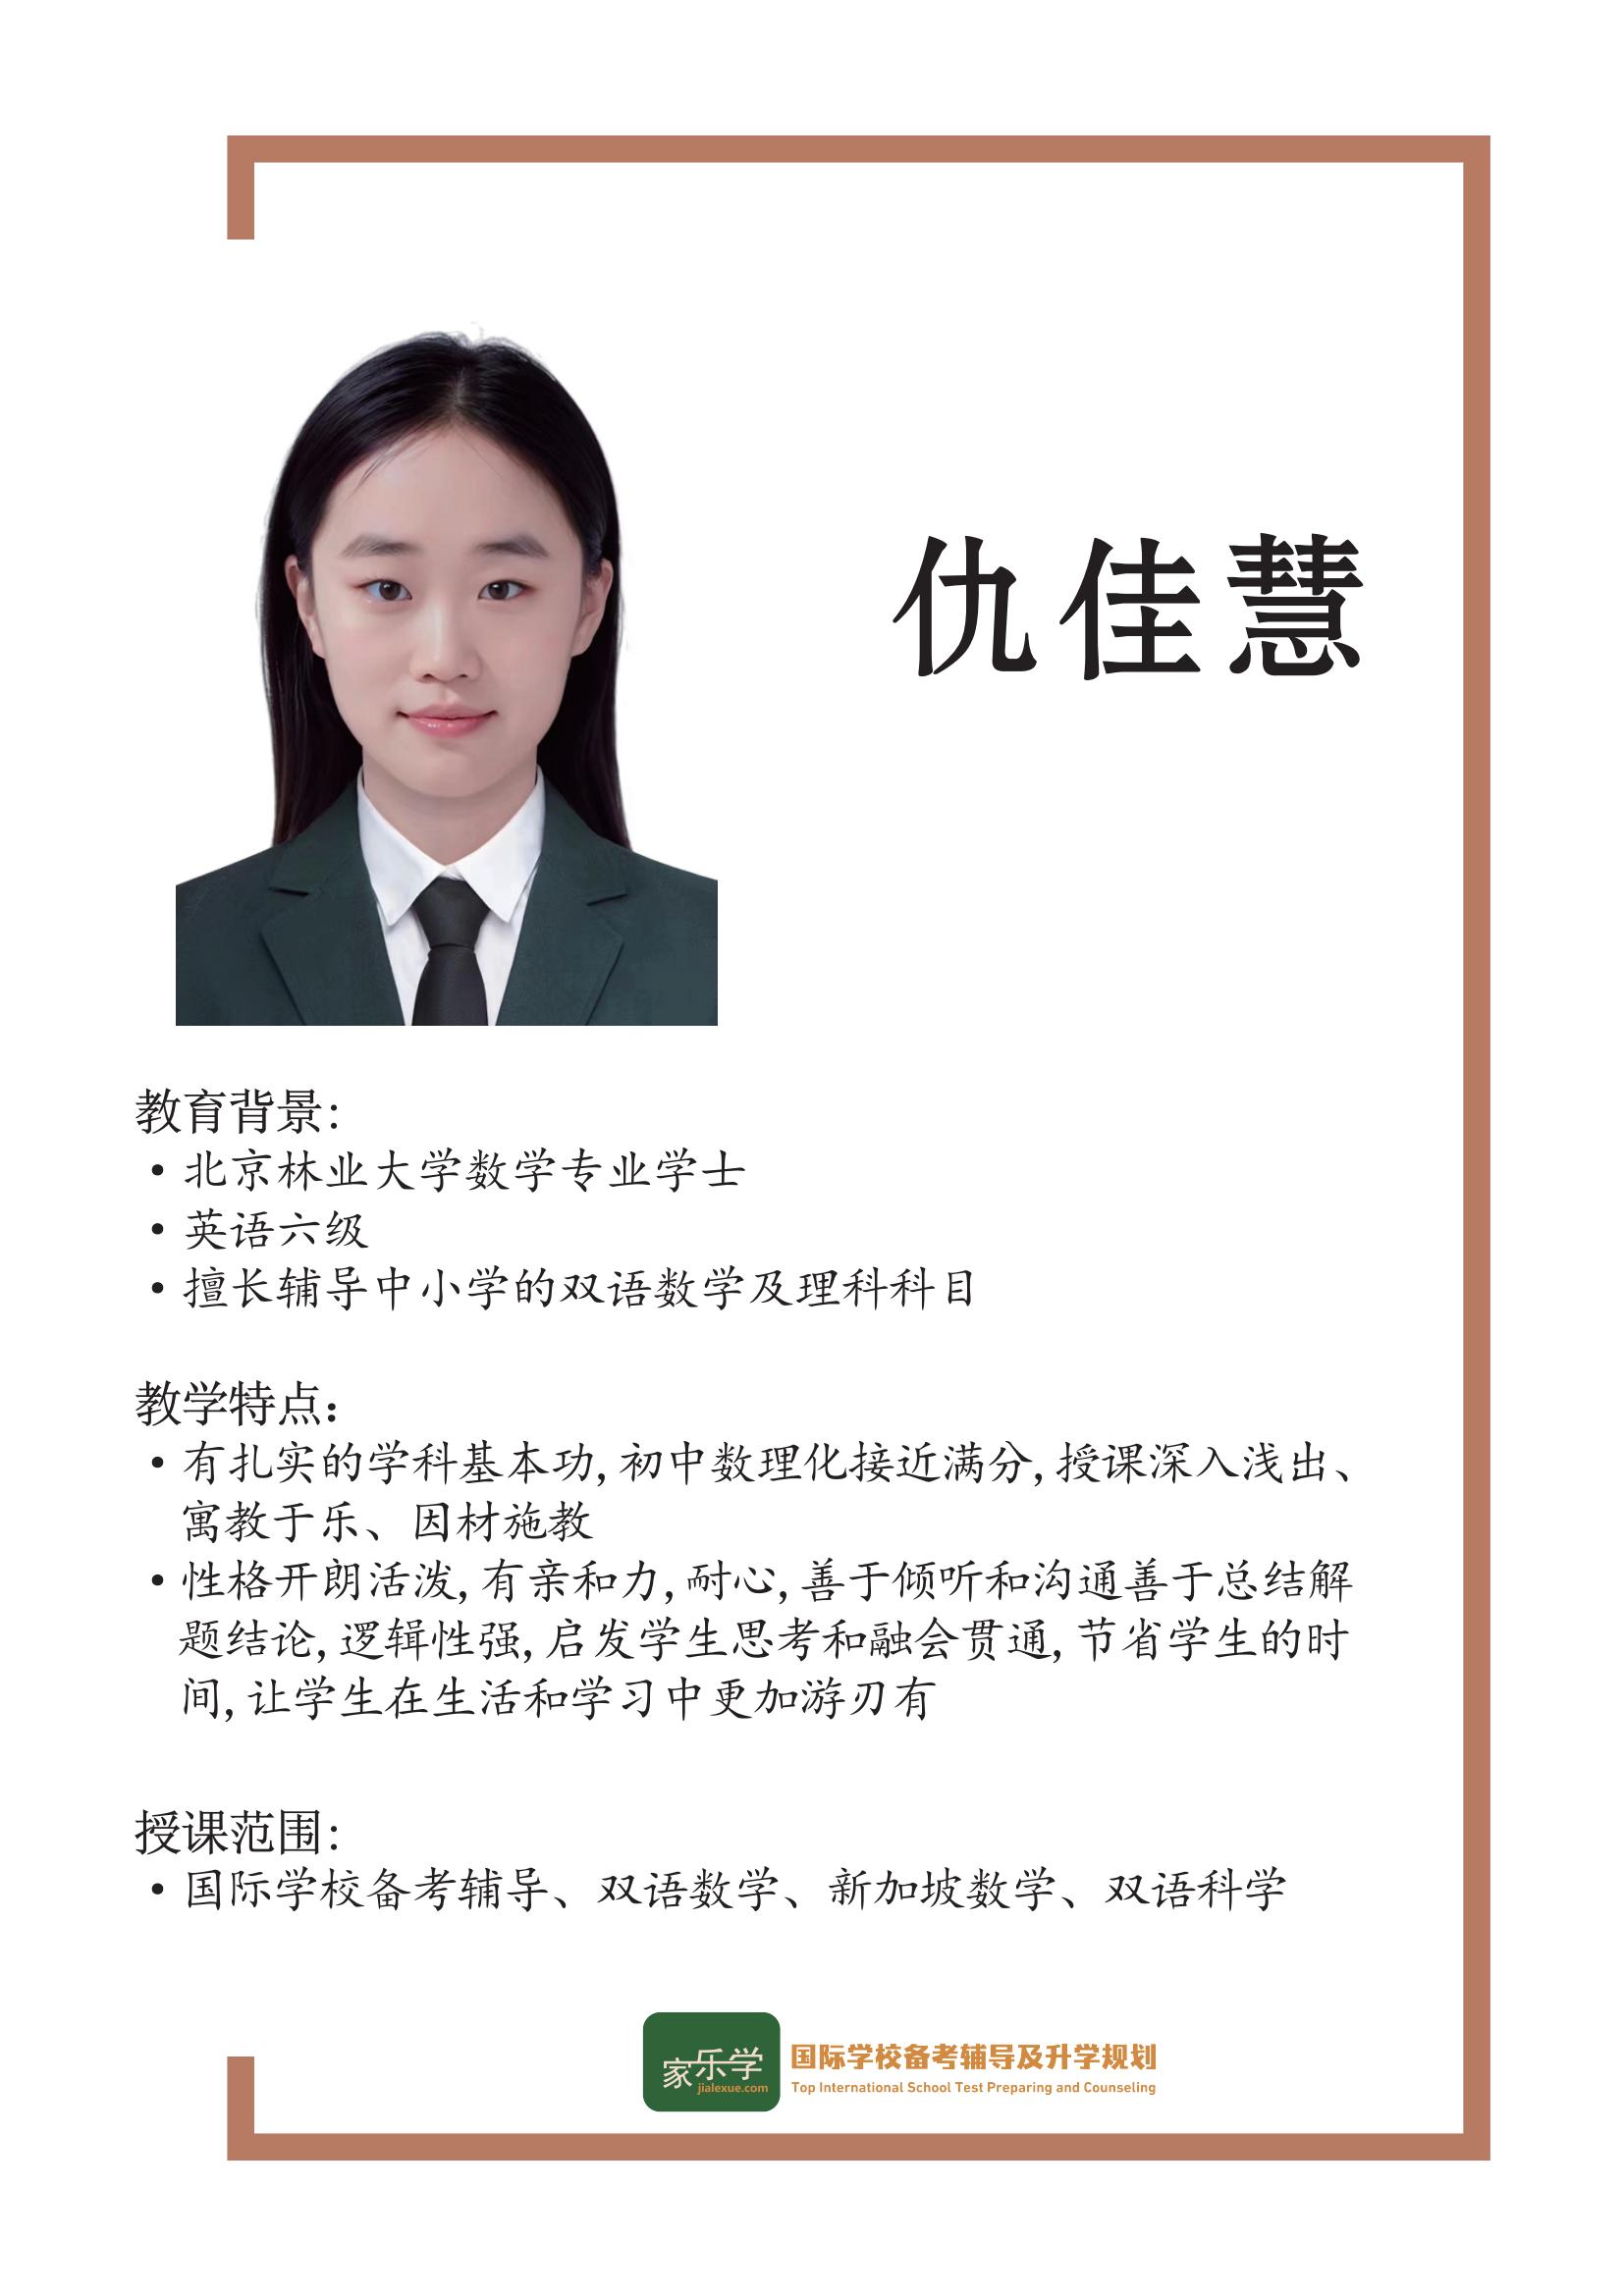 仇佳慧
教育背景：
• 北京林业大学数学专业学士
• 英语六级
• 擅长辅导中小学的双语数学及理科科目
教学特点：
• 有扎实的学科基本功，初中数理化接近满分，授课深入浅出、
寓教于乐、因材施教
• 性格开朗活泼，有亲和力，耐心，善于倾听和沟通善于总结解
题结论，逻辑性强，启发学生思考和融会贯通，节省学生的时
间，让学生在生活和学习中更加游刃有
授课范围：
• 国际学校备考辅导、双语数学、新加坡数学、双语科学
家乐学
jialexue.com
国际学校备考辅导及升学规划
Top International School Test Preparing and Counseling